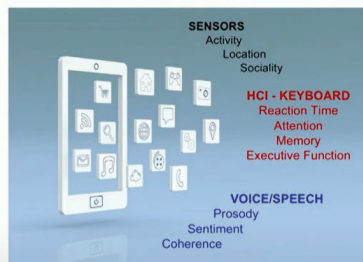 SENSORS
Activity
Location
Sociality
HCI - KEYBOARD
Reaction Time
Attention
Memory
Executive Function
VOICE/SPEECH
Prosody
Sentiment
Coherence